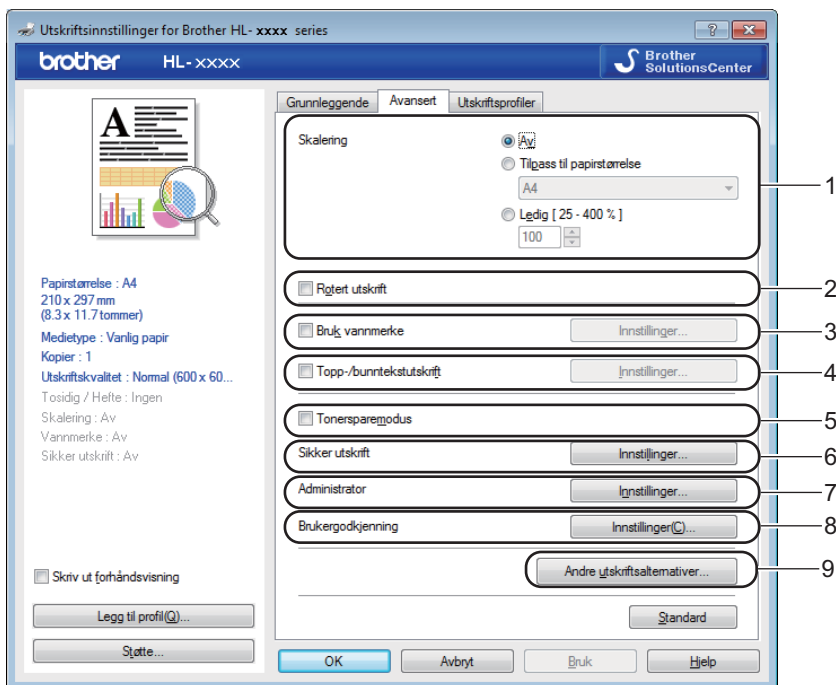 Utskriftsinnstillinger for Brother HL- xxxx series
brother HL-xxxx
Brother
SolutionsCenter
Grunnleggende Avansert Utskriftsprofiler
Skalering
Av
Tilpass til papirstørrelse
A4
Ledig [ 25 - 400 % ]
100
1
Rotert utskrift
2
Bruk vannmerke Innstillinger...
3
Topp-/bunntekstutskrift Innstillinger...
4
Tonersparemodus
5
Sikker utskrift Innstillinger...
6
Administrator Innstillinger...
7
Brukergodkjenning Innstillinger(C)...
8
Andre utskriftsalternativer...
9
Standard
A
Papirstørrelse : A4
210 x 297 mm
(8.3 x 11.7 tommer)
Medietype : Vanlig papir
Kopier : 1
Utskriftskvalitet : Normal (600 x 60...
Tosidig / Hefte : Ingen
Skalering : Av
Vannmerke : Av
Sikker utskrift : Av
Skriv ut forhåndsvisning
Legg til profil(Q)...
Støtte...
OK Avbryt Bruk Hjelp